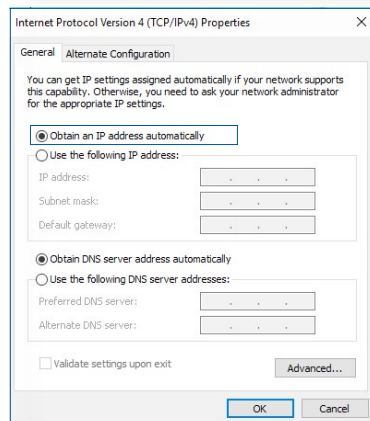 Internet Protocol Version 4 (TCP/IPv4) Properties
General
Alternate Configuration
You can get IP settings assigned automatically if your network supports
this capability. Otherwise, you need to ask your network administrator
for the appropriate IP settings.
Obtain an IP address automatically
Use the following IP address:
IP address:
Subnet mask:
Default gateway:
Obtain DNS server address automatically
Use the following DNS server addresses:
Preferred DNS server:
Alternate DNS server:
Validate settings upon exit
Advanced...
OK
Cancel